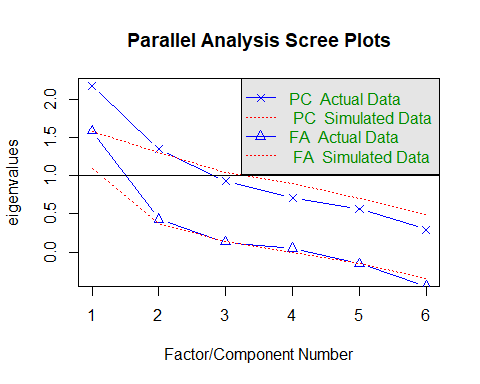 Parallel Analysis Scree Plots
PC  Actual Data
PC  Simulated Data
FA  Actual Data
FA  Simulated Data
eigenvalues
2.0
1.5
1.0
0.5
0.0
1 2 3 4 5 6
Factor/Component Number